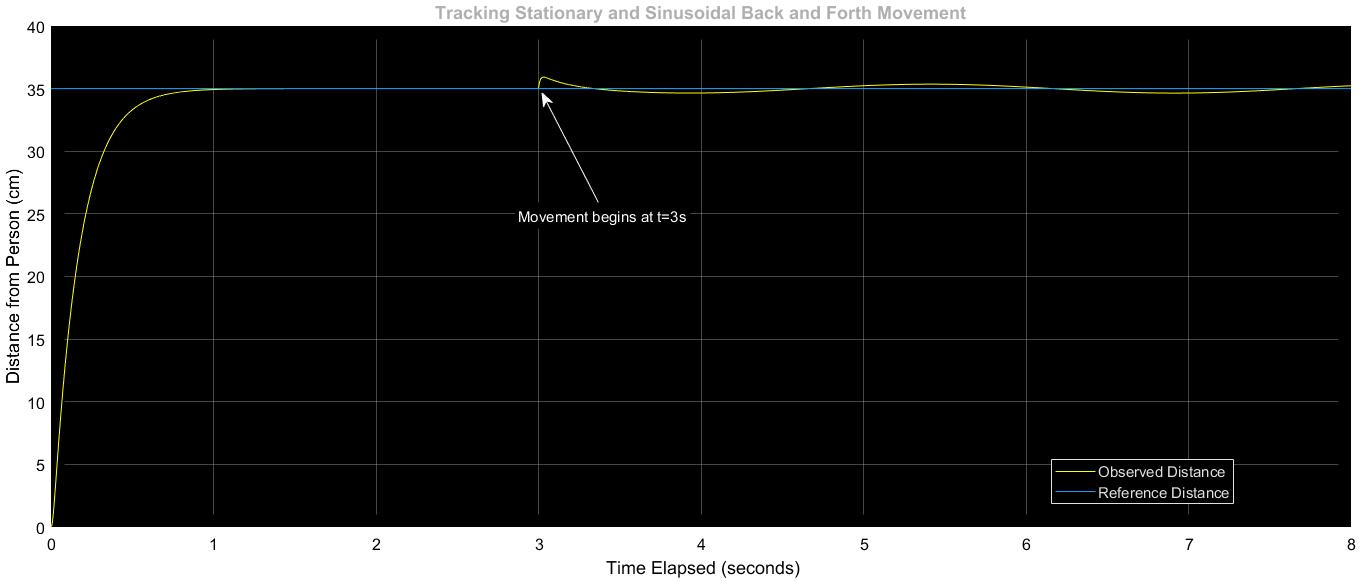 Tracking Stationary and Sinusoidal Back and Forth Movement
40
35
30
25
20
15
10
5
0
Distance from Person (cm)
Movement begins at t=3s
Observed Distance
Reference Distance
0 1 2 3 4 5 6 7 8
Time Elapsed (seconds)